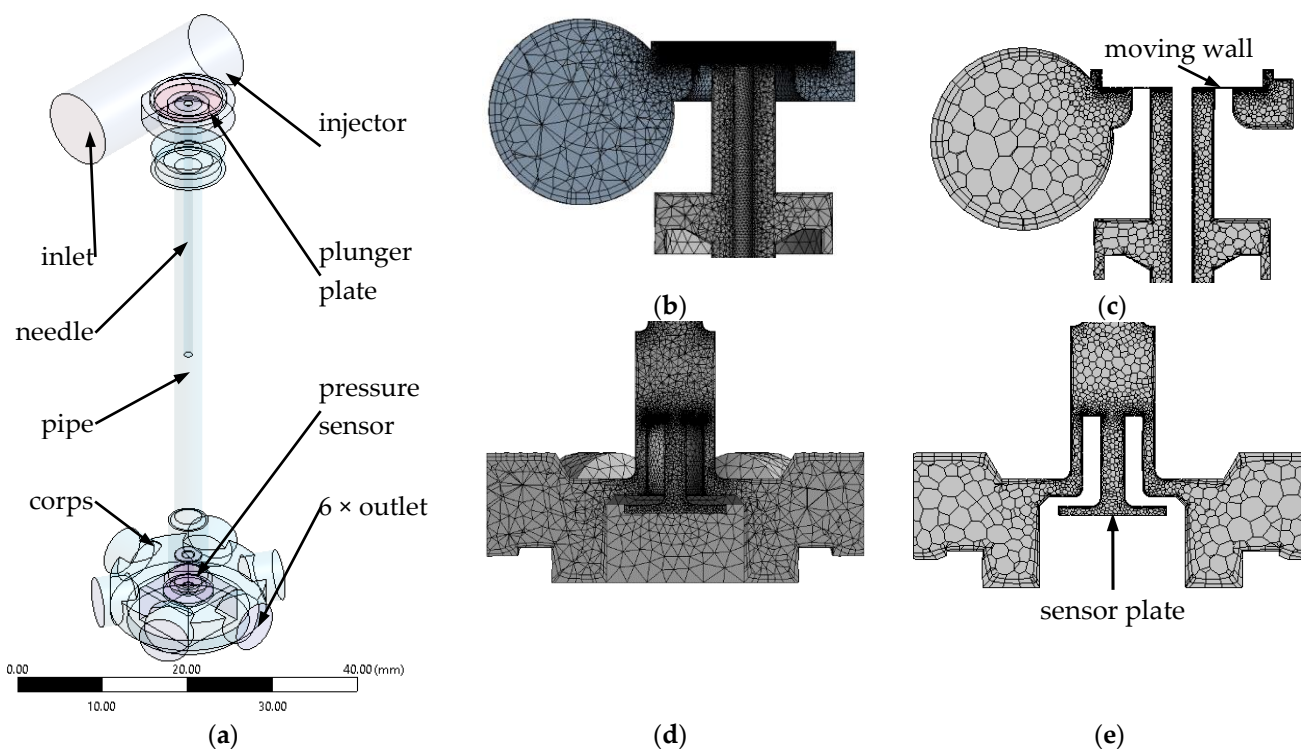 injector
inlet
plunger
plate
needle
pipe
pressure
sensor
corps
6 × outlet
0.00 20.00 40.00 (mm)
10.00 30.00
(a)
(b)
moving wall
(c)
(d)
sensor plate
(e)